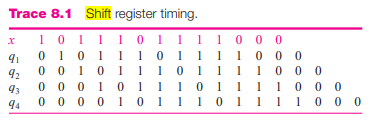 Trace 8.1 Shift register timing.
x 1 0 1 1 1 0 1 1 1 1 0 0 0
q1 0 1 0 1 1 1 0 1 1 1 1 0 0 0
q2 0 0 1 0 1 1 1 0 1 1 1 1 0 0 0
q3 0 0 0 1 0 1 1 1 0 1 1 1 1 0 0 0
q4 0 0 0 0 1 0 1 1 1 0 1 1 1 1 0 0 0